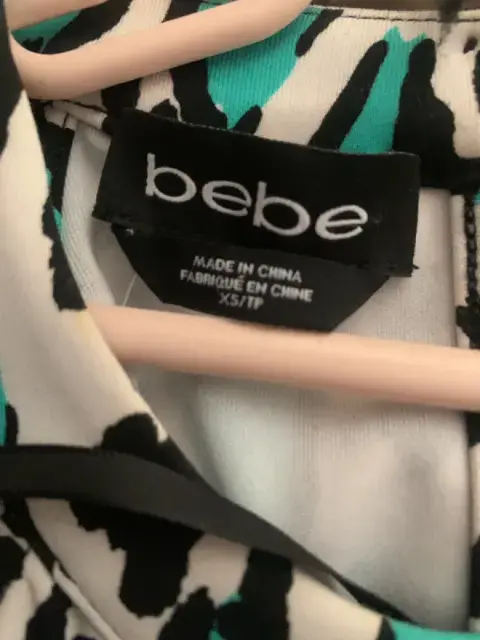 bebe
MADE IN CHINA
FABRIQUÉ EN CHINE
XS/TP